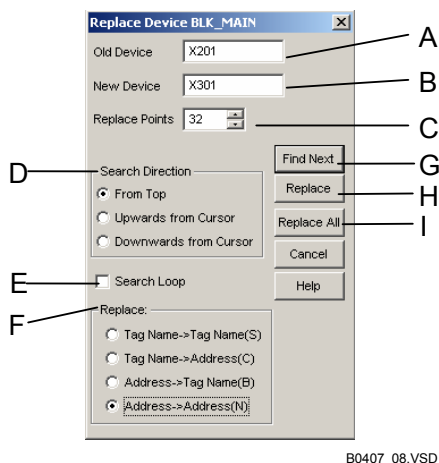 Replace Device BLK_MAIN
Old Device X201 A
New Device X301 B
Replace Points 32 C
Find Next G
D Search Direction
From Top
Replace H
Upwards from Cursor
Replace All I
Downwards from Cursor
Cancel
E Search Loop
Help
F Replace:
Tag Name->Tag Name(S)
Tag Name->Address(C)
Address->Tag Name(B)
Address->Address(N)
B0407_08.VSD